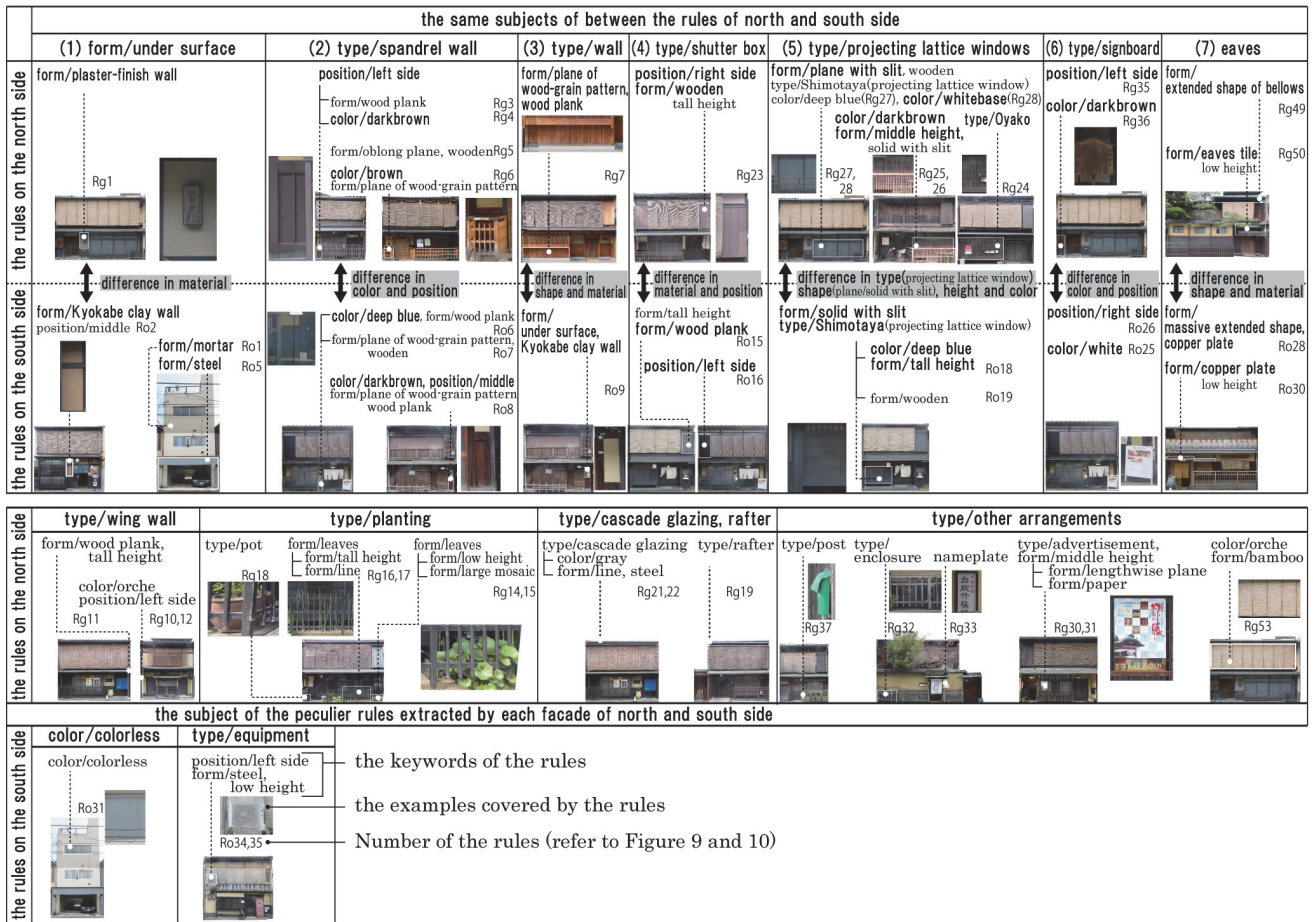 the same subjects of between the rules of north and south side
(1) form/under surface
(2) type/spandrel wall
(3) type/wall
(4) type/shutter box
(5) type/projecting lattice windows
(6) type/signboard
(7) eaves
the rules on the north side
form/plaster-finish wall
Rg1
position/left side
form/wood plank Rg3
color/darkbrown Rg4
form/oblong plane, wooden Rg5
color/brown Rg6
form/plane of wood-grain pattern
form/plane of
wood-grain pattern,
wood plank
Rg7
position/right side
form/wooden
tall height
Rg23
form/plane with slit, wooden
type/Shimotaya(projecting lattice window)
color/deep blue(Rg27), color/whitebase(Rg28)
color/darkbrown
form/middle height,
solid with slit
type/Oyako
Rg27,
28
Rg25,
26
Rg24
position/left side
Rg35
color/darkbrown
Rg36
form/
extended shape of bellows
Rg49
form/eaves tile Rg50
low height
difference in material
difference in
color and position
difference in
shape and material
difference in
material and position
difference in type(projecting lattice window)
shape(plane/solid with slit), height and color
difference in
color and position
difference in
shape and material
the rules on the south side
form/Kyokabe clay wall
position/middle Ro2
form/mortar Ro1
form/steel Ro5
color/deep blue, form/wood plank
Ro6
form/plane of wood-grain pattern,
wooden Ro7
color/darkbrown, position/middle
form/plane of wood-grain pattern
wood plank Ro8
form/
under surface,
Kyokabe clay wall
Ro9
form/tall height
form/wood plank
Ro15
position/left side
Ro16
form/solid with slit
type/Shimotaya(projecting lattice window)
color/deep blue
form/tall height Ro18
form/wooden Ro19
position/right side
Ro26
color/white Ro25
form/
massive extended shape,
copper plate Ro28
form/copper plate
low height
Ro30
type/wing wall
type/planting
type/cascade glazing, rafter
type/other arrangements
the rules on the north side
form/wood plank,
tall height
color/orche
position/left side
Rg11
Rg10,12
type/pot
Rg18
form/leaves
form/tall height
form/line Rg16,17
form/leaves
form/low height
form/large mosaic
Rg14,15
type/cascade glazing
color/gray
form/line, steel
Rg21,22
type/rafter
Rg19
type/post
Rg37
type/
enclosure
Rg32
nameplate
Rg33
type/advertisement,
form/middle height
form/lengthwise plane
form/paper
Rg30,31
color/orche
form/bamboo
Rg53
the subject of the peculier rules extracted by each facade of north and south side
the rules on the south side
color/colorless
type/equipment
color/colorless
Ro31
position/left side
form/steel,
low height
Ro34,35
the keywords of the rules
the examples covered by the rules
Number of the rules (refer to Figure 9 and 10)